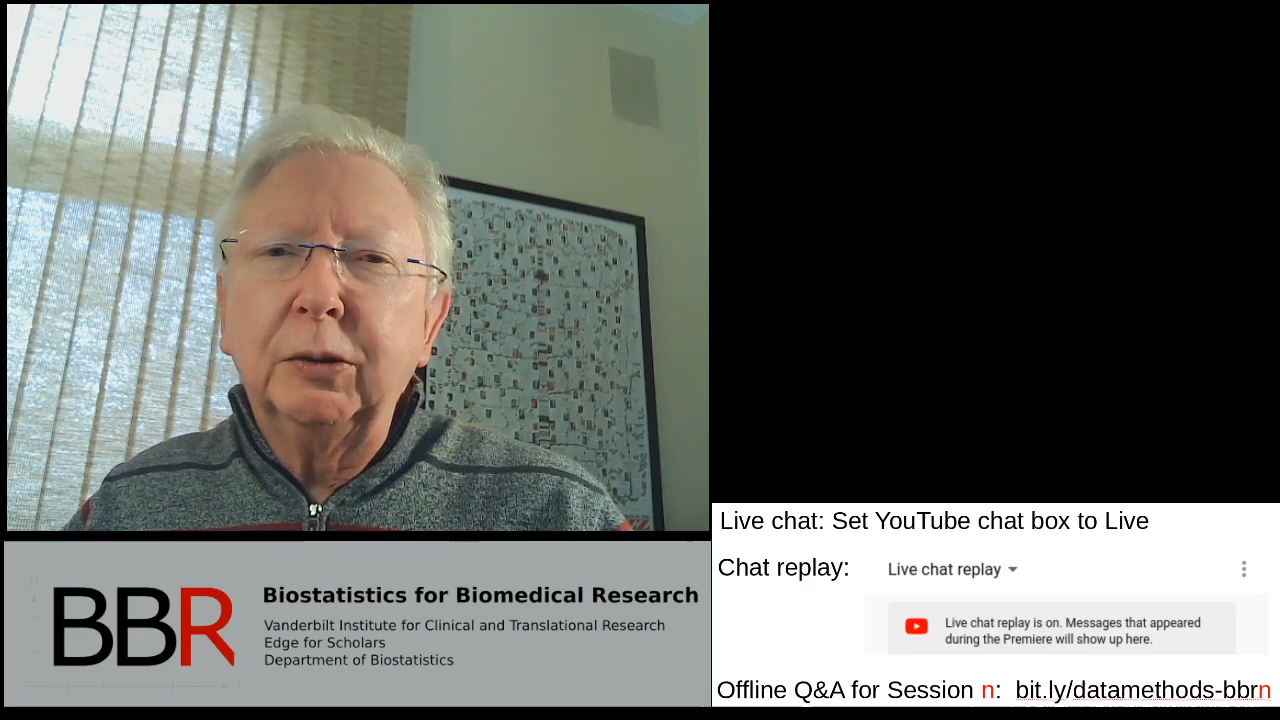 BBR
Biostatistics for Biomedical Research
Vanderbilt Institute for Clinical and Translational Research
Edge for Scholars
Department of Biostatistics
Live chat: Set YouTube chat box to Live
Chat replay:
Live chat replay
Live chat replay is on. Messages that appeared
during the Premiere will show up here.
Offline Q&A for Session n: bit.ly/datamethods-bbrn